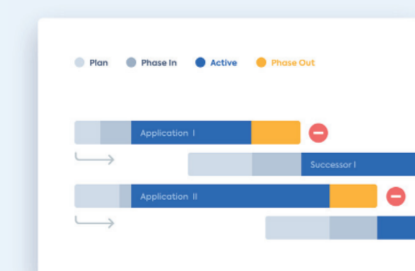 Plan Phase In Active Phase Out
Application I
Successor I
Application II